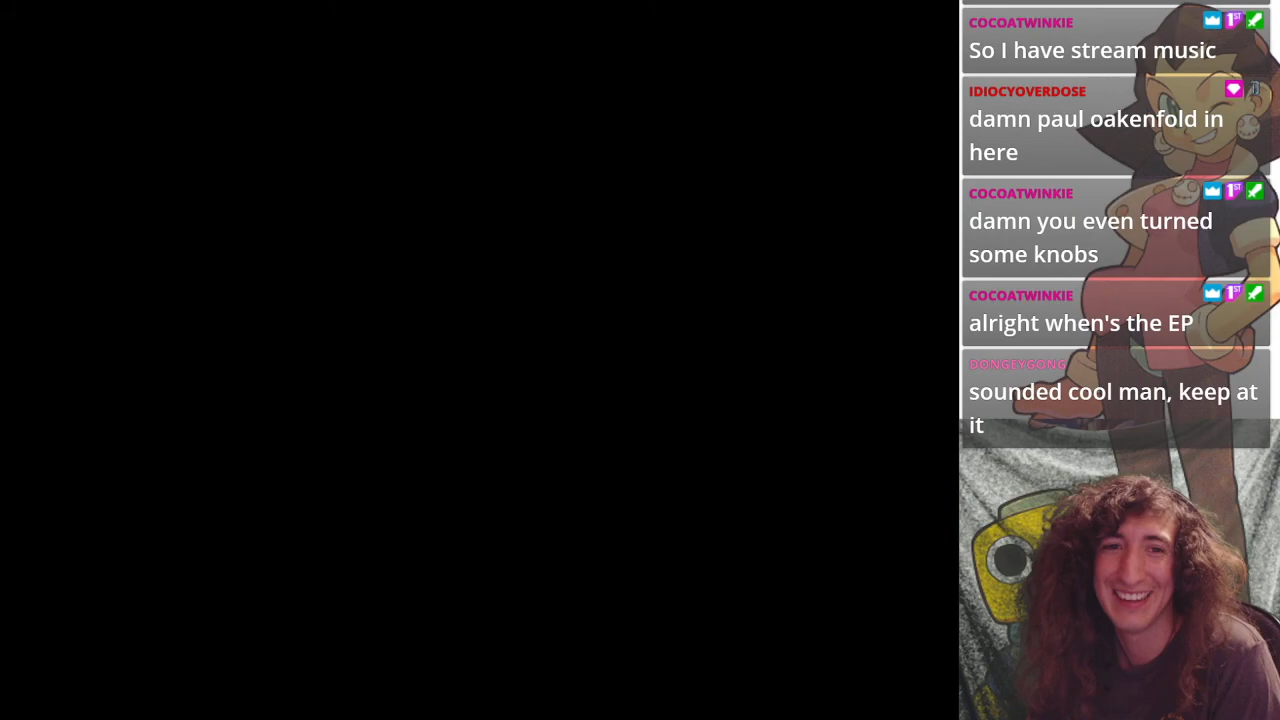 COCOATWINKIE
So I have stream music
IDIOCYOVERDOSE
damn paul oakenfold in
here
COCOATWINKIE
damn you even turned
some knobs
COCOATWINKIE
alright when's the EP
DONGEYGONG
sounded cool man, keep at
it